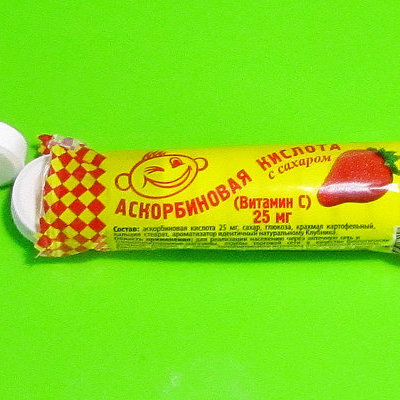 АСКОРБИНОВАЯ КИСЛОТА
с сахаром
(Витамин С)
25 мг
Состав: аскорбиновая кислота 25 мг, сахар, глюкоза, крахмал картофельный,
кальция стеарат, ароматизатор идентичный натуральному Клубника.
Область применения: для реализации населению через аптечную сеть и